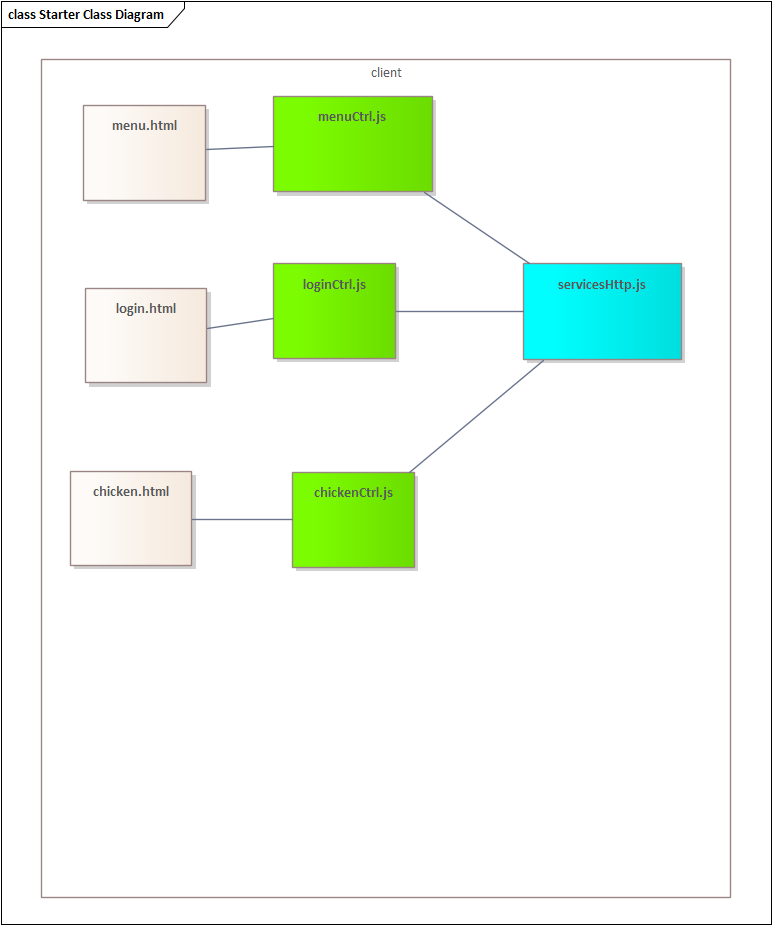 class Starter Class Diagram
client
menu.html
menuCtrl.js
login.html
loginCtrl.js
servicesHttp.js
chicken.html
chickenCtrl.js